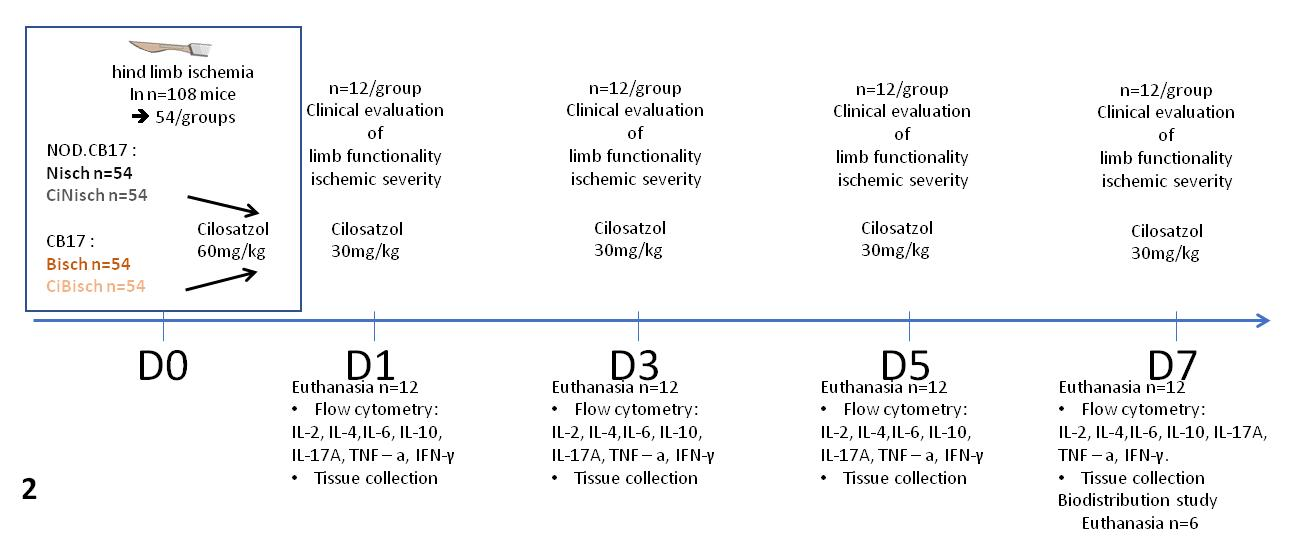 hind limb ischemia
In n=108 mice
➔ 54/groups
NOD.CB17 :
Nisch n=54
CiNisch n=54
CB17 :
Bisch n=54
CiBisch n=54
Cilosatzol
60mg/kg
n=12/group
Clinical evaluation
of
limb functionality
ischemic severity
Cilosatzol
30mg/kg
n=12/group
Clinical evaluation
of
limb functionality
ischemic severity
Cilosatzol
30mg/kg
n=12/group
Clinical evaluation
of
limb functionality
ischemic severity
Cilosatzol
30mg/kg
n=12/group
Clinical evaluation
of
limb functionality
ischemic severity
Cilosatzol
30mg/kg
D0
D1
Euthanasia n=12
• Flow cytometry:
IL-2, IL-4,IL-6, IL-10,
IL-17A, TNF – a, IFN-γ
• Tissue collection
D3
Euthanasia n=12
• Flow cytometry:
IL-2, IL-4,IL-6, IL-10,
IL-17A, TNF – a, IFN-γ
• Tissue collection
D5
Euthanasia n=12
• Flow cytometry:
IL-2, IL-4,IL-6, IL-10,
IL-17A, TNF – a, IFN-γ
• Tissue collection
D7
Euthanasia n=12
• Flow cytometry:
IL-2, IL-4,IL-6, IL-10, IL-17A,
TNF – a, IFN-γ.
• Tissue collection
Biodistribution study
Euthanasia n=6
2